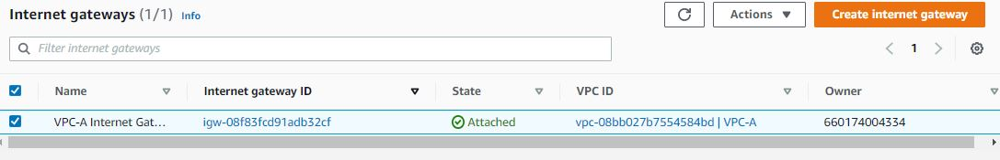 Internet gateways (1/1) Info
Actions
Create internet gateway
Filter internet gateways
1
Name Internet gateway ID State VPC ID Owner
VPC-A Internet Gat... igw-08f83fcd91adb32cf Attached vpc-08bb027b7554584bd | VPC-A 660174004334